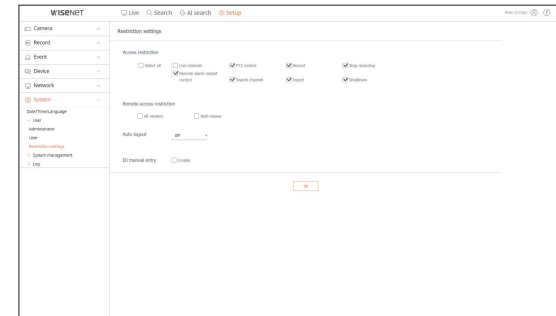 WISENET
Live Search AI search Setup
Camera
Record
Event
Device
Network
System
Date/Time/Language
User
Administrator
User
Restriction settings
System management
Log
Restriction settings
Access restriction
Select all Live channel PTZ control Record Stop recording
Remote alarm output control Search channel Export Shutdown
Remote access restriction
All viewers Web viewer
Auto logout Off
ID manual entry Enable
Ok